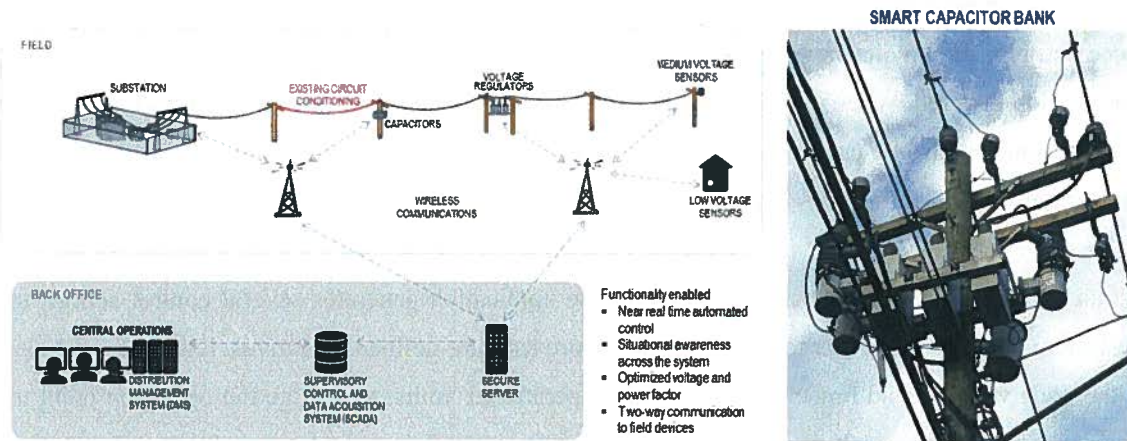 SMART CAPACITOR BANK
FIELD
SUBSTATION
EXISTING CIRCUIT
CONDITIONING
CAPACITORS
VOLTAGE
REGULATORS
MEDIUM VOLTAGE
SENSORS
WIRELESS
COMMUNICATIONS
LOW VOLTAGE
SENSORS
BACK OFFICE
CENTRAL OPERATIONS
DISTRIBUTION
MANAGEMENT
SYSTEM (DMS)
SUPERVISORY
CONTROL AND
DATA ACQUISITION
SYSTEM (SCADA)
SECURE
SERVER
Functionality enabled
▪ Near real time automated
control
▪ Situational awareness
across the system
▪ Optimized voltage and
power factor
▪ Two-way communication
to field devices